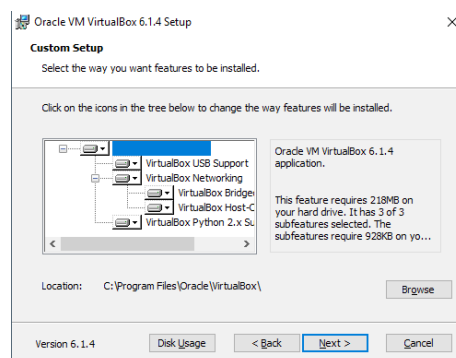 Oracle VM VirtualBox 6.1.4 Setup
Custom Setup
Select the way you want features to be installed.
Click on the icons in the tree below to change the way features will be installed.
VirtualBox USB Support
VirtualBox Networking
VirtualBox Bridge
VirtualBox Host-C
VirtualBox Python 2.x Su
Oracle VM VirtualBox 6.1.4
application.
This feature requires 218MB on
your hard drive. It has 3 of 3
subfeatures selected. The
subfeatures require 928KB on yo...
Location: C:\Program Files\Oracle\VirtualBox\
Browse
Version 6.1.4
Disk Usage
< Back
Next >
Cancel